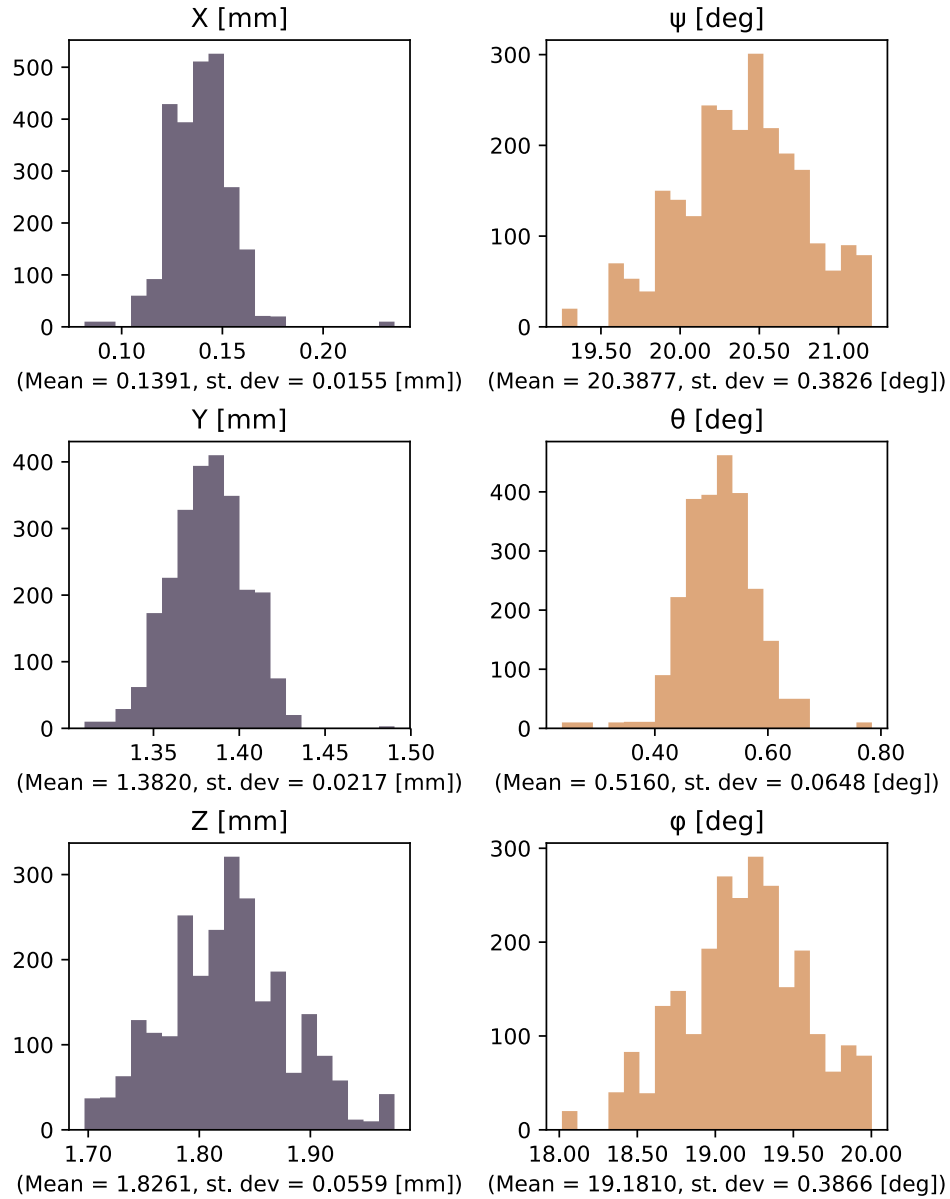 X [mm]
500
400
300
200
100
0
0.10 0.15 0.20
(Mean = 0.1391, st. dev = 0.0155 [mm])
ψ [deg]
300
200
100
0
19.50 20.00 20.50 21.00
(Mean = 20.3877, st. dev = 0.3826 [deg])
Y [mm]
400
300
200
100
0
1.35 1.40 1.45 1.50
(Mean = 1.3820, st. dev = 0.0217 [mm])
θ [deg]
400
300
200
100
0
0.40 0.60 0.80
(Mean = 0.5160, st. dev = 0.0648 [deg])
Z [mm]
300
200
100
0
1.70 1.80 1.90
(Mean = 1.8261, st. dev = 0.0559 [mm])
φ [deg]
300
200
100
0
18.00 18.50 19.00 19.50 20.00
(Mean = 19.1810, st. dev = 0.3866 [deg])